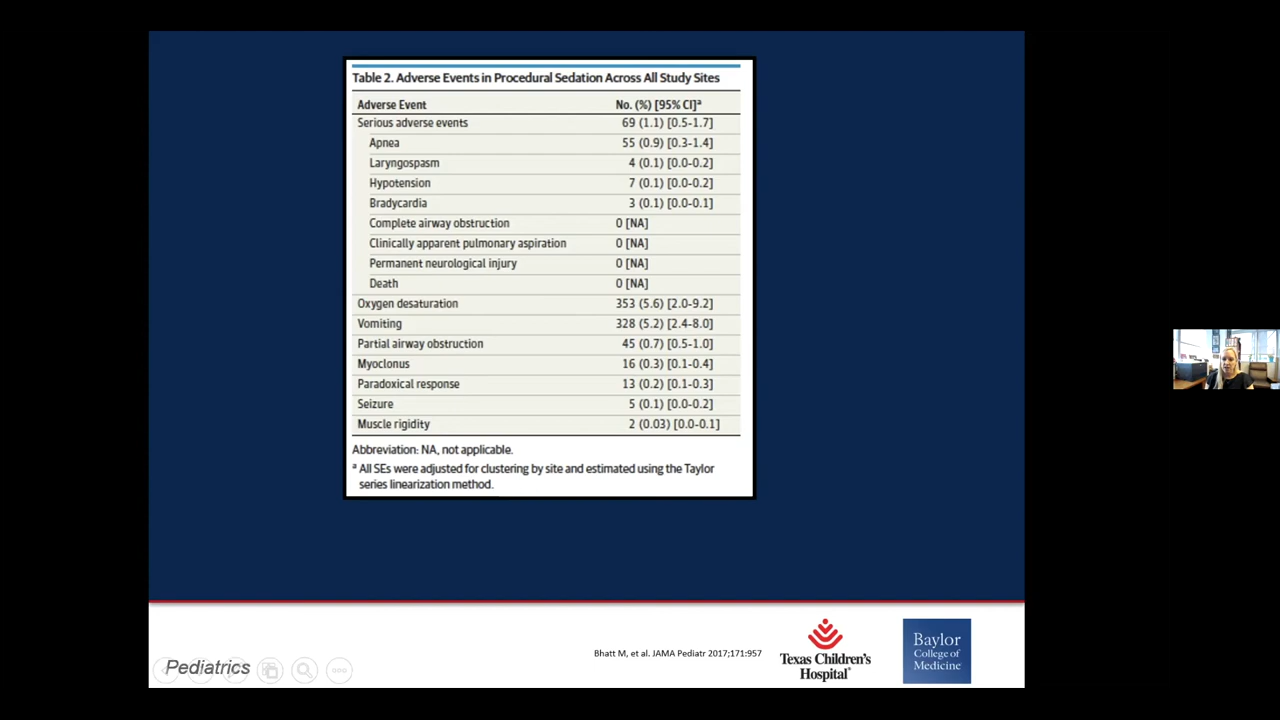 Table 2. Adverse Events in Procedural Sedation Across All Study Sites
Adverse Event No. (%) [95% CI]a
Serious adverse events 69 (1.1) [0.5-1.7]
Apnea 55 (0.9) [0.3-1.4]
Laryngospasm 4 (0.1) [0.0-0.2]
Hypotension 7 (0.1) [0.0-0.2]
Bradycardia 3 (0.1) [0.0-0.1]
Complete airway obstruction 0 [NA]
Clinically apparent pulmonary aspiration 0 [NA]
Permanent neurological injury 0 [NA]
Death 0 [NA]
Oxygen desaturation 353 (5.6) [2.0-9.2]
Vomiting 328 (5.2) [2.4-8.0]
Partial airway obstruction 45 (0.7) [0.5-1.0]
Myoclonus 16 (0.3) [0.1-0.4]
Paradoxical response 13 (0.2) [0.1-0.3]
Seizure 5 (0.1) [0.0-0.2]
Muscle rigidity 2 (0.03) [0.0-0.1]
Abbreviation: NA, not applicable.
a All SEs were adjusted for clustering by site and estimated using the Taylor
series linearization method.
Pediatrics
Bhatt M, et al. JAMA Pediatr 2017;171:957
Texas Children's
Hospital®
Baylor
College of
Medicine